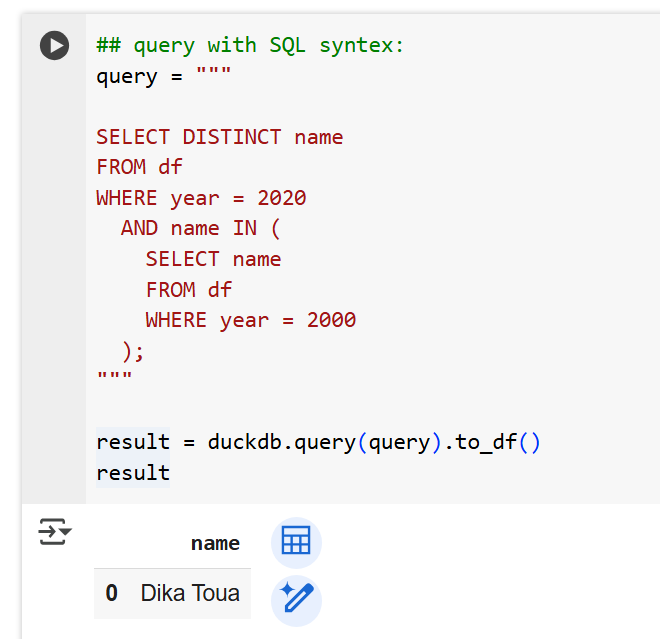 ## query with SQL syntex:
query = """
SELECT DISTINCT name
FROM df
WHERE year = 2020
AND name IN (
SELECT name
FROM df
WHERE year = 2000
);
"""
result = duckdb.query(query).to_df()
result
name
0 Dika Toua